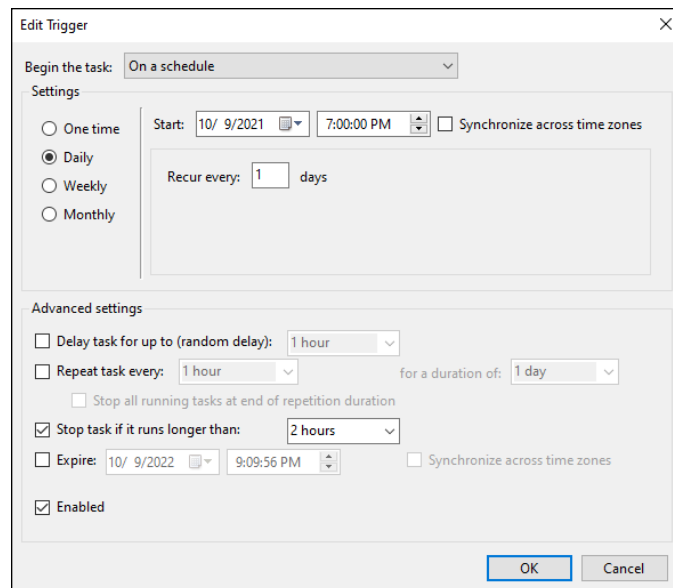 Edit Trigger
Begin the task: On a schedule
Settings
One time
Start: 10/ 9/2021 7:00:00 PM Synchronize across time zones
Daily
Recur every: 1 days
Weekly
Monthly
Advanced settings
Delay task for up to (random delay): 1 hour
Repeat task every: 1 hour for a duration of: 1 day
Stop all running tasks at end of repetition duration
Stop task if it runs longer than: 2 hours
Expire: 10/ 9/2022 9:09:56 PM Synchronize across time zones
Enabled
OK Cancel